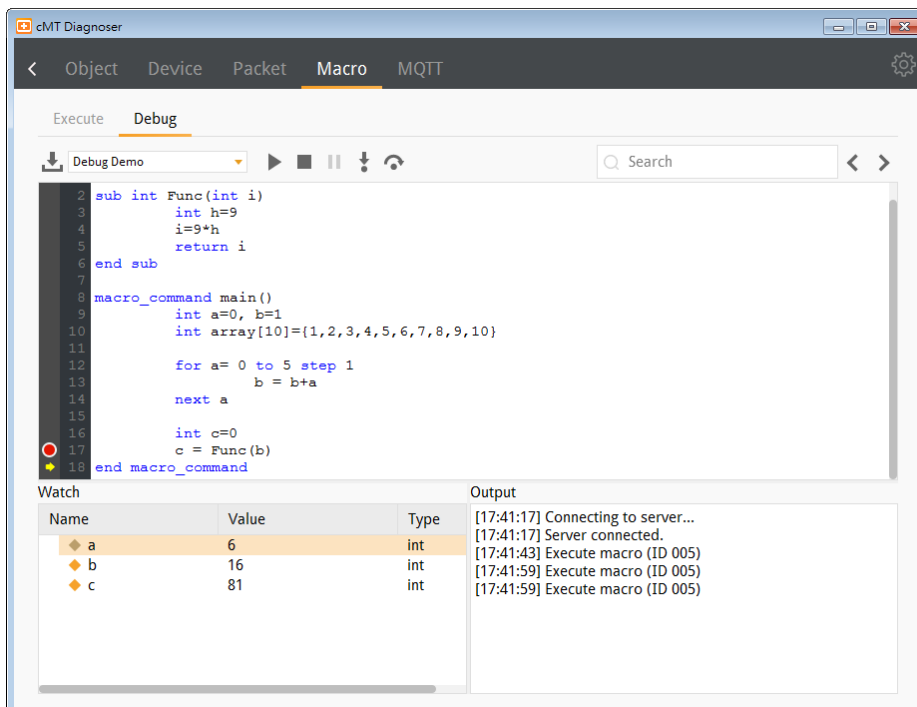 cMT Diagnoser
Object Device Packet Macro MQTT
Execute Debug
Debug Demo Search
2 sub int Func(int i)
3 int h=9
4 i=9*h
5 return i
6 end sub
7
8 macro_command main()
9 int a=0, b=1
10 int array[10]={1,2,3,4,5,6,7,8,9,10}
11
12 for a= 0 to 5 step 1
13 b = b+a
14 next a
15
16 int c=0
17 c = Func(b)
18 end macro_command
Watch
Name Value Type
a 6 int
b 16 int
c 81 int
Output
[17:41:17] Connecting to server...
[17:41:17] Server connected.
[17:41:43] Execute macro (ID 005)
[17:41:59] Execute macro (ID 005)
[17:41:59] Execute macro (ID 005)